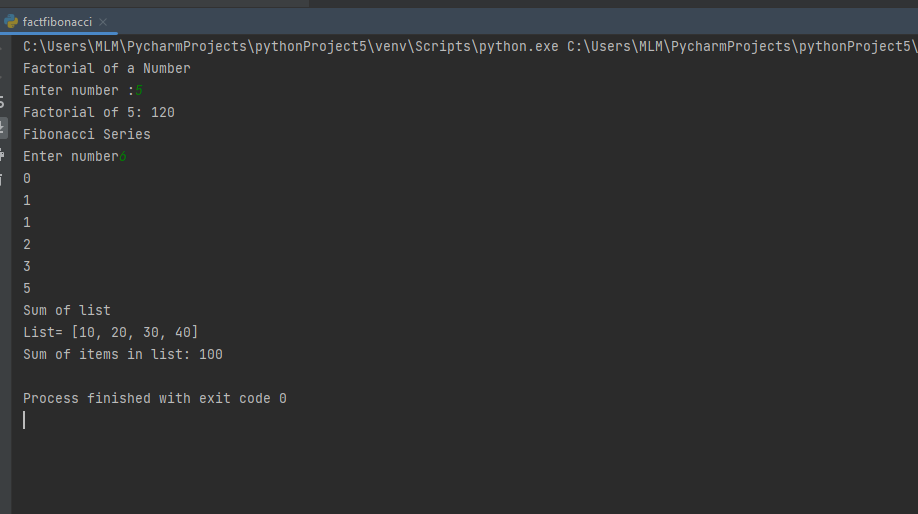 factfibonacci
C:\Users\MLM\PycharmProjects\pythonProject5\venv\Scripts\python.exe C:\Users\MLM\PycharmProjects\pythonProject5\
Factorial of a Number
Enter number :5
Factorial of 5: 120
Fibonacci Series
Enter number6
0
1
1
2
3
5
Sum of list
List= [10, 20, 30, 40]
Sum of items in list: 100
Process finished with exit code 0